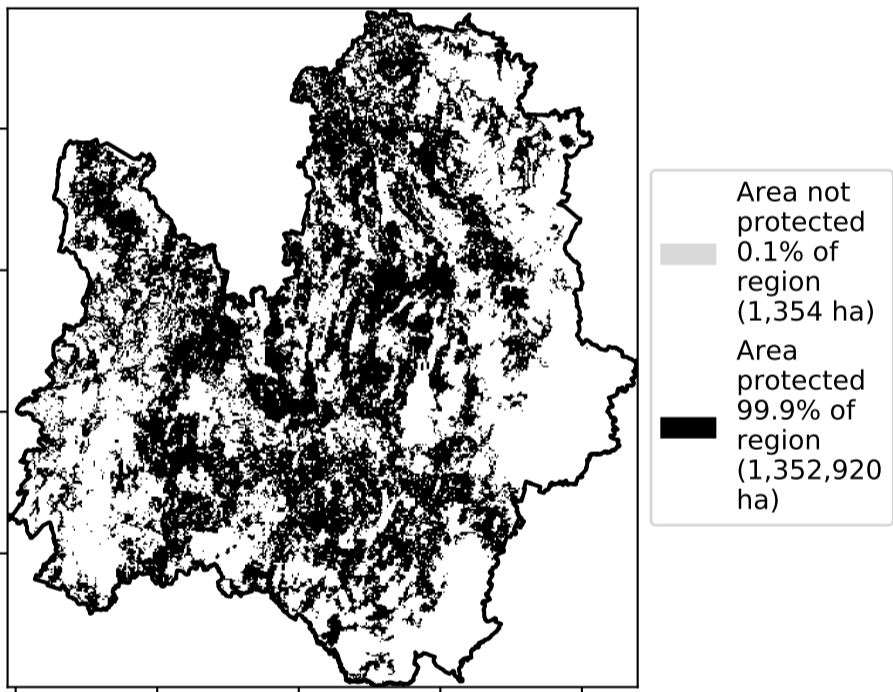 Area not
protected
0.1% of
region
(1,354 ha)
Area
protected
99.9% of
region
(1,352,920
ha)